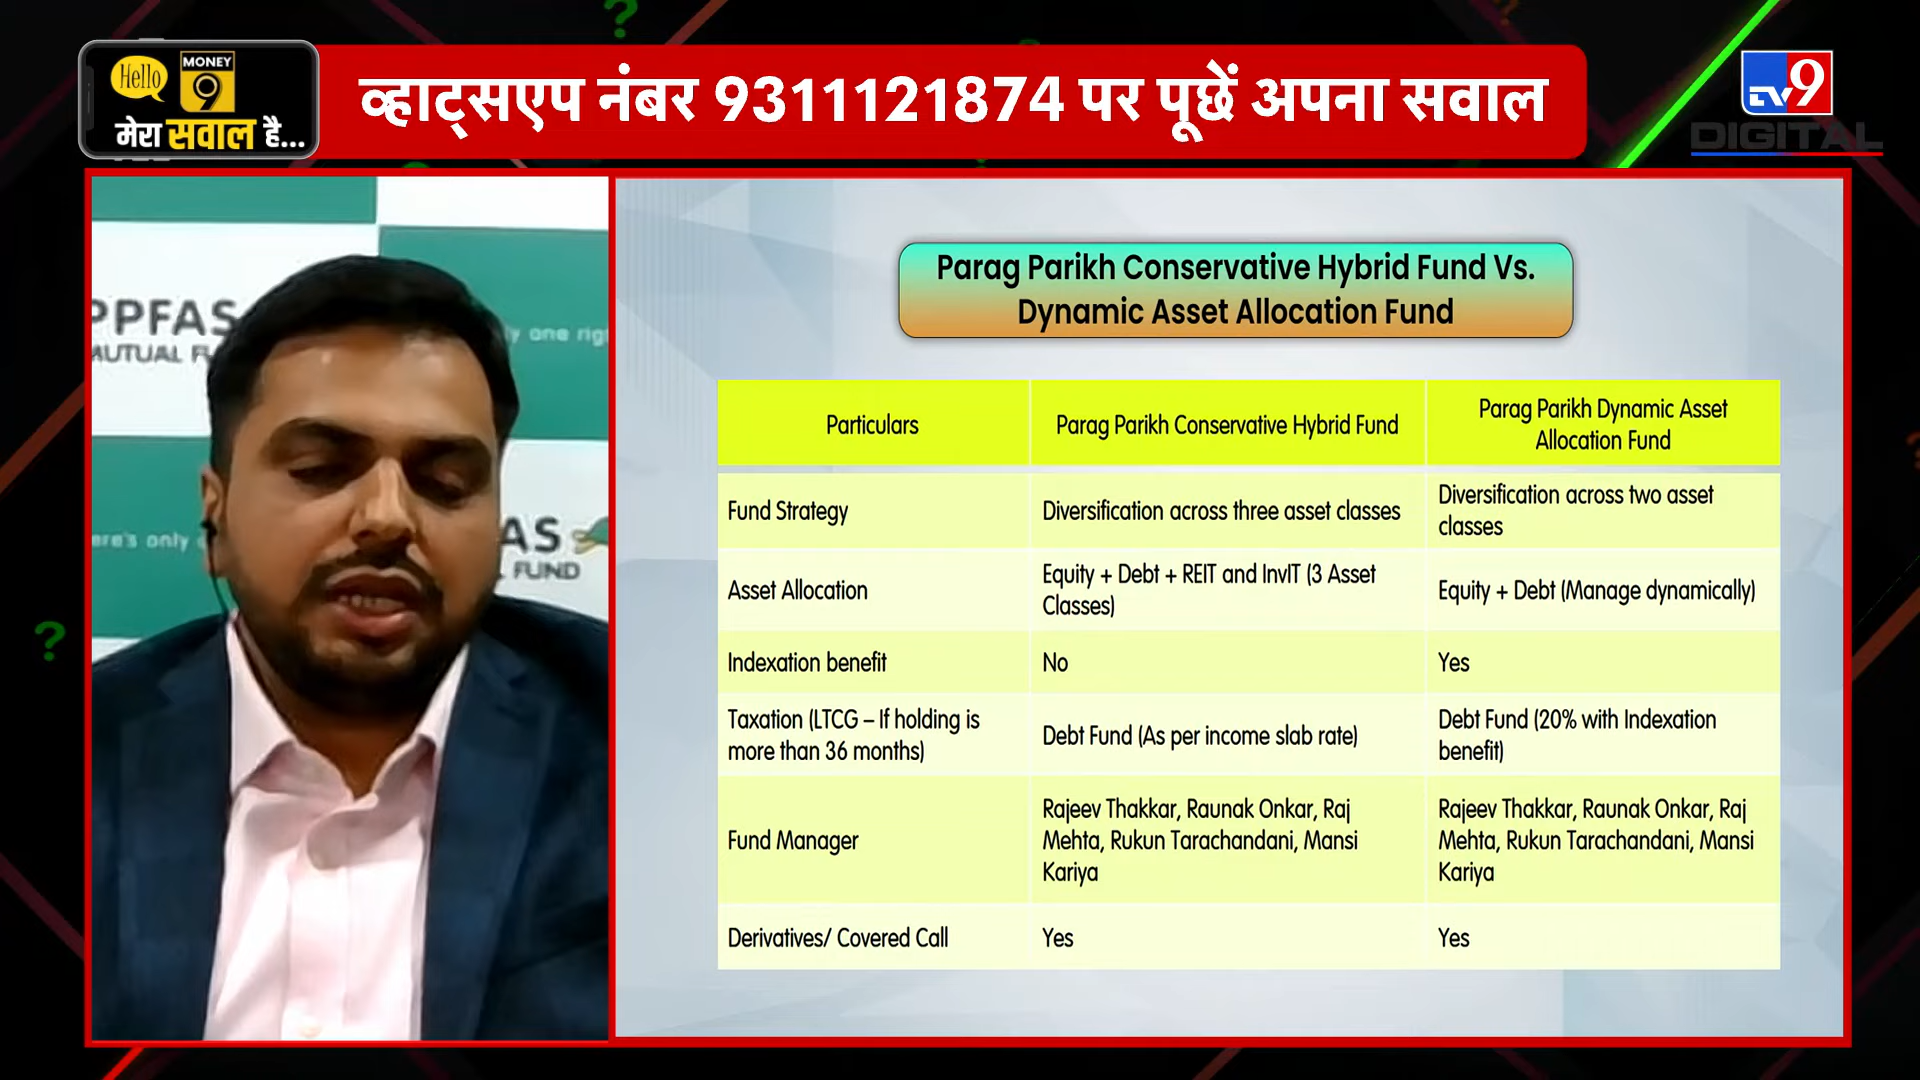 Hello
MONEY
9
मेरा सवाल है...
व्हाट्सएप नंबर 9311121874 पर पूछें अपना सवाल
TV9
DIGITAL
PPFAS
MUTUAL
ly one rig
ere's only
AS
FUND
Parag Parikh Conservative Hybrid Fund Vs.
Dynamic Asset Allocation Fund
Particulars
Parag Parikh Conservative Hybrid Fund
Parag Parikh Dynamic Asset
Allocation Fund
Fund Strategy
Diversification across three asset classes
Diversification across two asset
classes
Asset Allocation
Equity + Debt + REIT and InvIT (3 Asset
Classes)
Equity + Debt (Manage dynamically)
Indexation benefit
No
Yes
Taxation (LTCG – If holding is
more than 36 months)
Debt Fund (As per income slab rate)
Debt Fund (20% with Indexation
benefit)
Fund Manager
Rajeev Thakkar, Raunak Onkar, Raj
Mehta, Rukun Tarachandani, Mansi
Kariya
Rajeev Thakkar, Raunak Onkar, Raj
Mehta, Rukun Tarachandani, Mansi
Kariya
Derivatives/ Covered Call
Yes
Yes